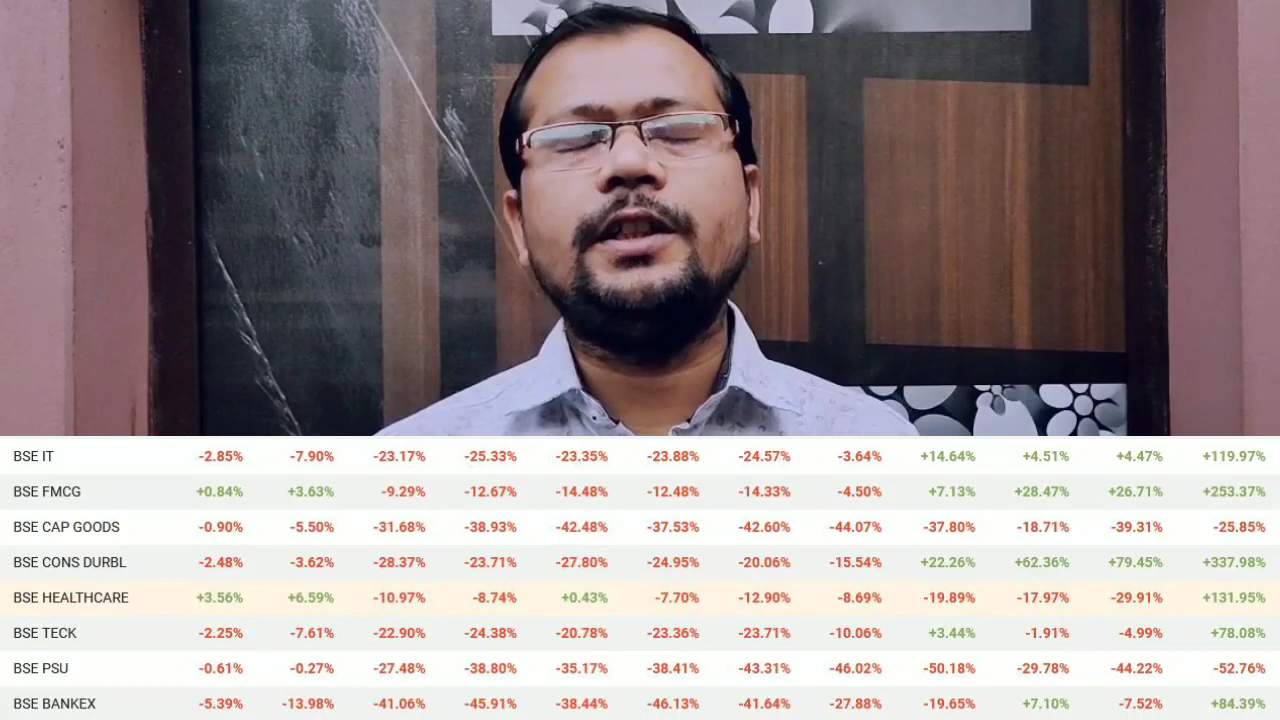 BSE IT -2.85% -7.90% -23.17% -25.33% -23.35% -23.88% -24.57% -3.64% +14.64% +4.51% +4.47% +119.97%
BSE FMCG +0.84% +3.63% -9.29% -12.67% -14.48% -12.48% -14.33% -4.50% +7.13% +28.47% +26.71% +253.37%
BSE CAP GOODS -0.90% -5.50% -31.68% -38.93% -42.48% -37.53% -42.60% -44.07% -37.80% -18.71% -39.31% -25.85%
BSE CONS DURBL -2.48% -3.62% -28.37% -23.71% -27.80% -24.95% -20.06% -15.54% +22.26% +62.36% +79.45% +337.98%
BSE HEALTHCARE +3.56% +6.59% -10.97% -8.74% +0.43% -7.70% -12.90% -8.69% -19.89% -17.97% -29.91% +131.95%
BSE TECK -2.25% -7.61% -22.90% -24.38% -20.78% -23.36% -23.71% -10.06% +3.44% -1.91% -4.99% +78.08%
BSE PSU -0.61% -0.27% -27.48% -38.80% -35.17% -38.41% -43.31% -46.02% -50.18% -29.78% -44.22% -52.76%
BSE BANKEX -5.39% -13.98% -41.06% -45.91% -38.44% -46.13% -41.64% -27.88% -19.65% +7.10% -7.52% +84.39%